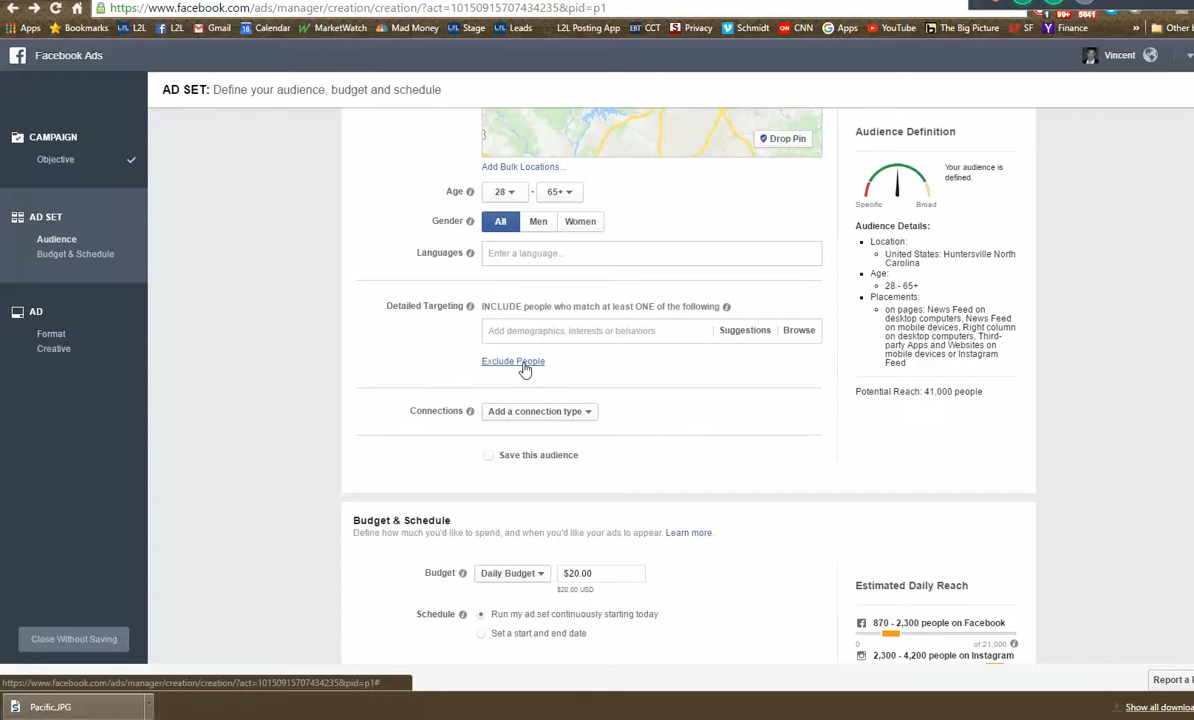 https://www.facebook.com/ads/manager/creation/creation/?act=10150915707434235&pid=p1
Apps Bookmarks L2L L2L Gmail Calendar MarketWatch Mad Money Stage Leads L2L Posting App CCT Privacy Schmidt CNN Apps YouTube The Big Picture SF Finance » Other b
99+ 5641
Facebook Ads
Vincent
AD SET: Define your audience, budget and schedule
CAMPAIGN
Objective
AD SET
Audience
Budget & Schedule
AD
Format
Creative
Close Without Saving
Drop Pin
Add Bulk Locations...
Age 28 - 65+
Gender All Men Women
Languages Enter a language...
Detailed Targeting INCLUDE people who match at least ONE of the following
Add demographics, interests or behaviors Suggestions Browse
Exclude People
Connections Add a connection type
Save this audience
Audience Definition
Your audience is
defined.
Specific Broad
Audience Details:
Location:
United States: Huntersville North
Carolina
Age:
28 - 65+
Placements:
on pages: News Feed on
desktop computers, News Feed
on mobile devices, Right column
on desktop computers, Third-
party Apps and Websites on
mobile devices or Instagram
Feed
Potential Reach: 41,000 people
Budget & Schedule
Define how much you'd like to spend, and when you'd like your ads to appear. Learn more.
Budget Daily Budget $20.00
$20.00 USD
Schedule Run my ad set continuously starting today
Set a start and end date
Estimated Daily Reach
870 - 2,300 people on Facebook
0 of 21,000
2,300 - 4,200 people on Instagram
https://www.facebook.com/ads/manager/creation/creation/?act=10150915707434235&pid=p1#
Report a P
Pacific.JPG
Show all downloa